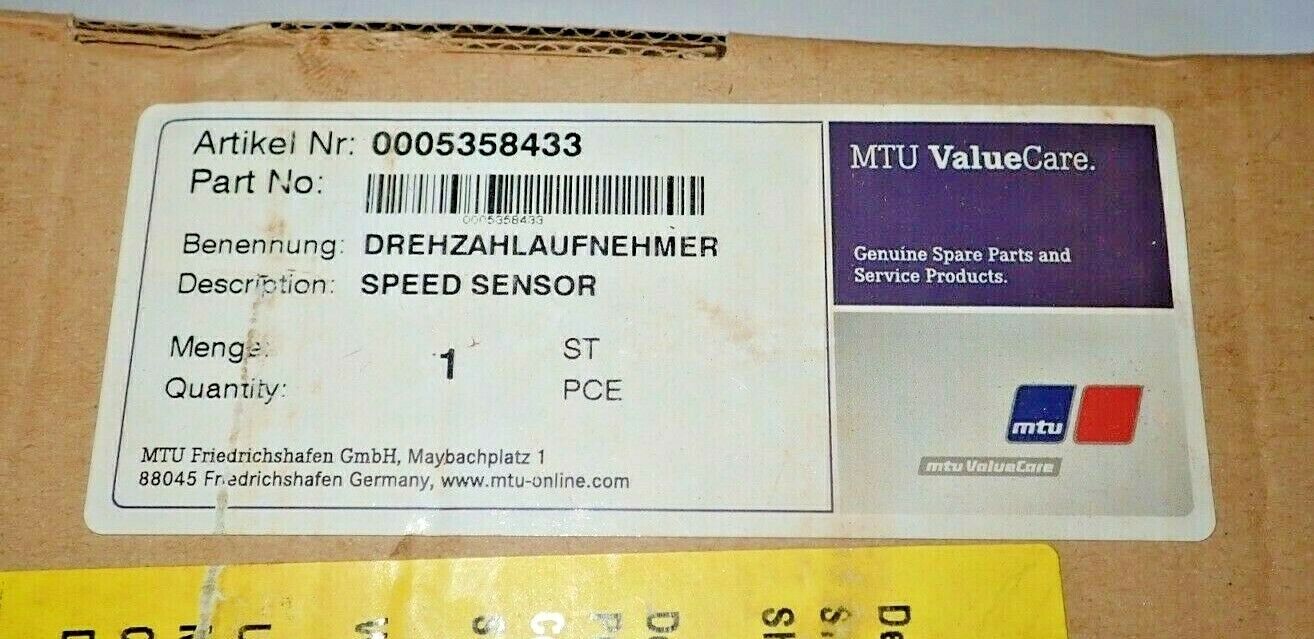 Artikel Nr: 0005358433
Part No:
0005358433
Benennung: DREHZAHLAUFNEHMER
Description: SPEED SENSOR
Menge: 1 ST
Quantity: PCE
MTU Friedrichshafen GmbH, Maybachplatz 1
88045 Friedrichshafen Germany, www.mtu-online.com
MTU ValueCare.
Genuine Spare Parts and
Service Products.
mtu
mtu ValueCare